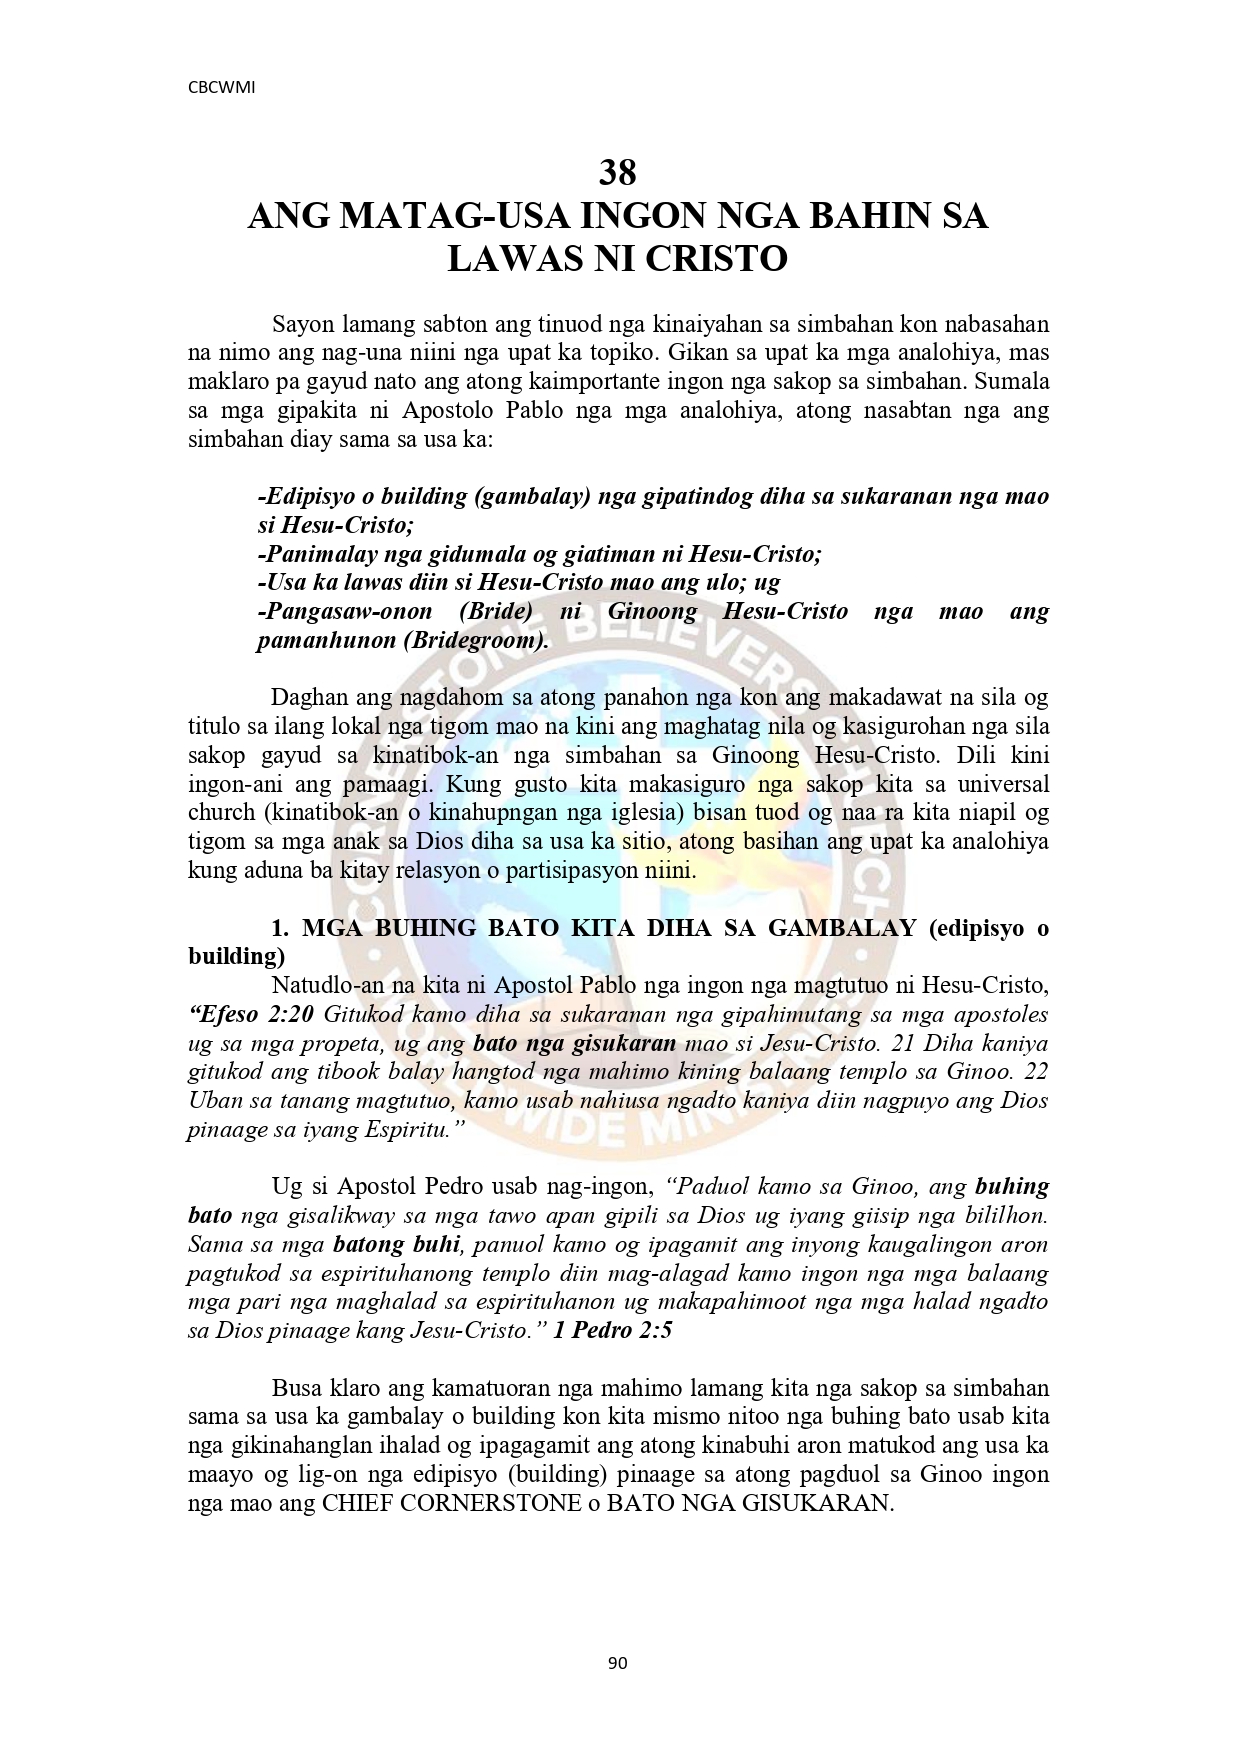 CBCWMI
38
ANG MATAG-USA INGON NGA BAHIN SA
LAWAS NI CRISTO
Sayon lamang sabton ang tinuod nga kinaiyahan sa simbahan kon nabasahan
na nimo ang nag-una niini nga upat ka topiko. Gikan sa upat ka mga analohiya, mas
maklaro pa gayud nato ang atong kaimportante ingon nga sakop sa simbahan. Sumala
sa mga gipakita ni Apostolo Pablo nga mga analohiya, atong nasabtan nga ang
simbahan diay sama sa usa ka:
-Edipisyo o building (gambalay) nga gipatindog diha sa sukaranan nga mao
si Hesu-Cristo;
-Panimalay nga gidumala og giatiman ni Hesu-Cristo;
-Usa ka lawas diin si Hesu-Cristo mao ang ulo; ug
-Pangasaw-onon (Bride) ni Ginoong Hesu-Cristo nga mao ang
pamanhunon (Bridegroom).
Daghan ang nagdahom sa atong panahon nga kon ang makadawat na sila og
titulo sa ilang lokal nga tigom mao na kini ang maghatag nila og kasigurohan nga sila
sakop gayud sa kinatibok-an nga simbahan sa Ginoong Hesu-Cristo. Dili kini
ingon-ani ang pamaagi. Kung gusto kita makasiguro nga sakop kita sa universal
church (kinatibok-an o kinahupngan nga iglesia) bisan tuod og naa ra kita niapil og
tigom sa mga anak sa Dios diha sa usa ka sitio, atong basihan ang upat ka analohiya
kung aduna ba kitay relasyon o partisipasyon niini.
1. MGA BUHING BATO KITA DIHA SA GAMBALAY (edipisyo o
building)
Natudlo-an na kita ni Apostol Pablo nga ingon nga magtutuo ni Hesu-Cristo,
“Efeso 2:20 Gitukod kamo diha sa sukaranan nga gipahimutang sa mga apostoles
ug sa mga propeta, ug ang bato nga gisukaran mao si Jesu-Cristo. 21 Diha kaniya
gitukod ang tibook balay hangtod nga mahimo kining balaang templo sa Ginoo. 22
Uban sa tanang magtutuo, kamo usab nahiusa ngadto kaniya diin nagpuyo ang Dios
pinaage sa iyang Espiritu.”
Ug si Apostol Pedro usab nag-ingon, “Paduol kamo sa Ginoo, ang buhing
bato nga gisalikway sa mga tawo apan gipili sa Dios ug iyang giisip nga bililhon.
Sama sa mga batong buhi, panuol kamo og ipagamit ang inyong kaugalingon aron
pagtukod sa espirituhanong templo diin mag-alagad kamo ingon nga mga balaang
mga pari nga maghalad sa espirituhanon ug makapahimoot nga mga halad ngadto
sa Dios pinaage kang Jesu-Cristo.” 1 Pedro 2:5
Busa klaro ang kamatuoran nga mahimo lamang kita nga sakop sa simbahan
sama sa usa ka gambalay o building kon kita mismo nitoo nga buhing bato usab kita
nga gikinahanglan ihalad og ipagagamit ang atong kinabuhi aron matukod ang usa ka
maayo og lig-on nga edipisyo (building) pinaage sa atong pagduol sa Ginoo ingon
nga mao ang CHIEF CORNERSTONE o BATO NGA GISUKARAN.
CORNERSTONE BELIEVERS CHURCH
WORLDWIDE MINISTRIES
90